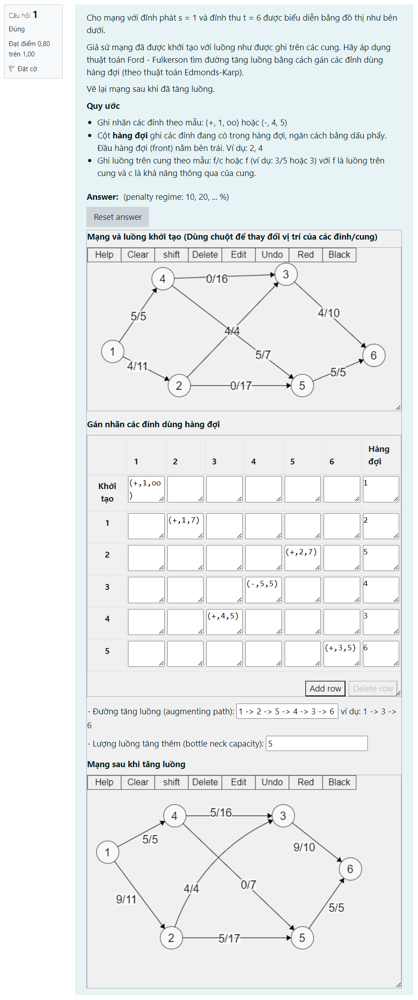 Câu hỏi 1
Đúng
Đạt điểm 0,80
trên 1,00
Đặt cờ
Cho mạng với đỉnh phát s = 1 và đỉnh thu t = 6 được biểu diễn bằng đồ thị như bên
dưới.
Giả sử mạng đã được khởi tạo với luồng như được ghi trên các cung. Hãy áp dụng
thuật toán Ford - Fulkerson tìm đường tăng luồng bằng cách gán các đỉnh dùng
hàng đợi (theo thuật toán Edmonds-Karp).
Vẽ lại mạng sau khi đã tăng luồng.
Quy ước
• Ghi nhãn các đỉnh theo mẫu: (+, 1, oo) hoặc (-, 4, 5)
• Cột hàng đợi ghi các đỉnh đang có trong hàng đợi, ngăn cách bằng dấu phẩy.
Đầu hàng đợi (front) nằm bên trái. Ví dụ: 2, 4
• Ghi luồng trên cung theo mẫu: f/c hoặc f (ví dụ: 3/5 hoặc 3) với f là luồng trên
cung và c là khả năng thông qua của cung.
Answer: (penalty regime: 10, 20, ... %)
Reset answer
Mạng và luồng khởi tạo (Dùng chuột để thay đổi vị trí của các đỉnh/cung)
Help Clear shift Delete Edit Undo Red Black
4 0/16 3
5/5 4/10
4/4
1 5/7 6
4/11 5/5
2 0/17 5
Gán nhãn các đỉnh dùng hàng đợi
1 2 3 4 5 6 Hàng
đợi
Khởi
tạo (+,1,oo
) 1
1 (+,1,7) 2
2 (+,2,7) 5
3 (-,5,5) 4
4 (+,4,5) 3
5 (+,3,5) 6
Add row Delete row
- Đường tăng luồng (augmenting path): 1 -> 2 -> 5 -> 4 -> 3 -> 6 ví dụ: 1 -> 3 ->
6
- Lượng luồng tăng thêm (bottle neck capacity): 5
Mạng sau khi tăng luồng
Help Clear shift Delete Edit Undo Red Black
4 5/16 3
5/5 9/10
1 6
4/4 0/7
9/11 5/5
2 5/17 5